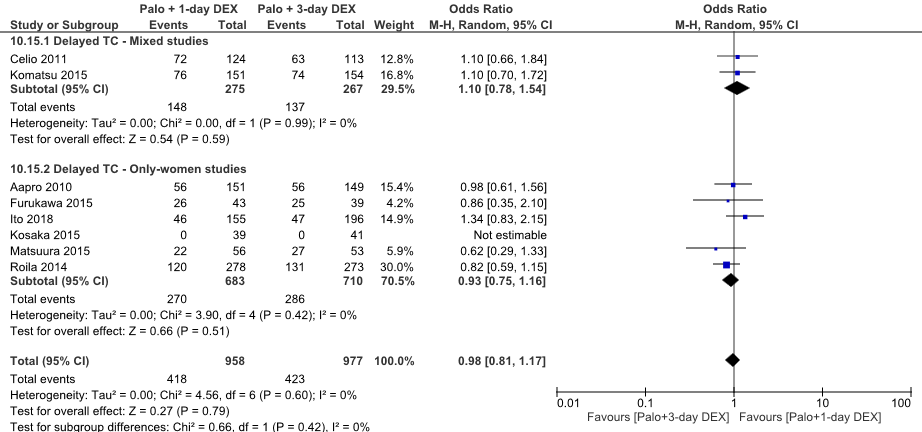 Palo + 1-day DEX Palo + 3-day DEX Odds Ratio Odds Ratio
Study or Subgroup Events Total Events Total Weight M-H, Random, 95% CI M-H, Random, 95% CI
10.15.1 Delayed TC - Mixed studies
Celio 2011 72 124 63 113 12.8% 1.10 [0.66, 1.84]
Komatsu 2015 76 151 74 154 16.8% 1.10 [0.70, 1.72]
Subtotal (95% CI) 275 267 29.5% 1.10 [0.78, 1.54]
Total events 148 137
Heterogeneity: Tau² = 0.00; Chi² = 0.00, df = 1 (P = 0.99); I² = 0%
Test for overall effect: Z = 0.54 (P = 0.59)
10.15.2 Delayed TC - Only-women studies
Aapro 2010 56 151 56 149 15.4% 0.98 [0.61, 1.56]
Furukawa 2015 26 43 25 39 4.2% 0.86 [0.35, 2.10]
Ito 2018 46 155 47 196 14.9% 1.34 [0.83, 2.15]
Kosaka 2015 0 39 0 41 Not estimable
Matsuura 2015 22 56 27 53 5.9% 0.62 [0.29, 1.33]
Roila 2014 120 278 131 273 30.0% 0.82 [0.59, 1.15]
Subtotal (95% CI) 683 710 70.5% 0.93 [0.75, 1.16]
Total events 270 286
Heterogeneity: Tau² = 0.00; Chi² = 3.90, df = 4 (P = 0.42); I² = 0%
Test for overall effect: Z = 0.66 (P = 0.51)
Total (95% CI) 958 977 100.0% 0.98 [0.81, 1.17]
Total events 418 423
Heterogeneity: Tau² = 0.00; Chi² = 4.56, df = 6 (P = 0.60); I² = 0%
Test for overall effect: Z = 0.27 (P = 0.79)
Test for subgroup differences: Chi² = 0.66, df = 1 (P = 0.42), I² = 0%
0.01 0.1 1 10 100
Favours [Palo+3-day DEX] Favours [Palo+1-day DEX]